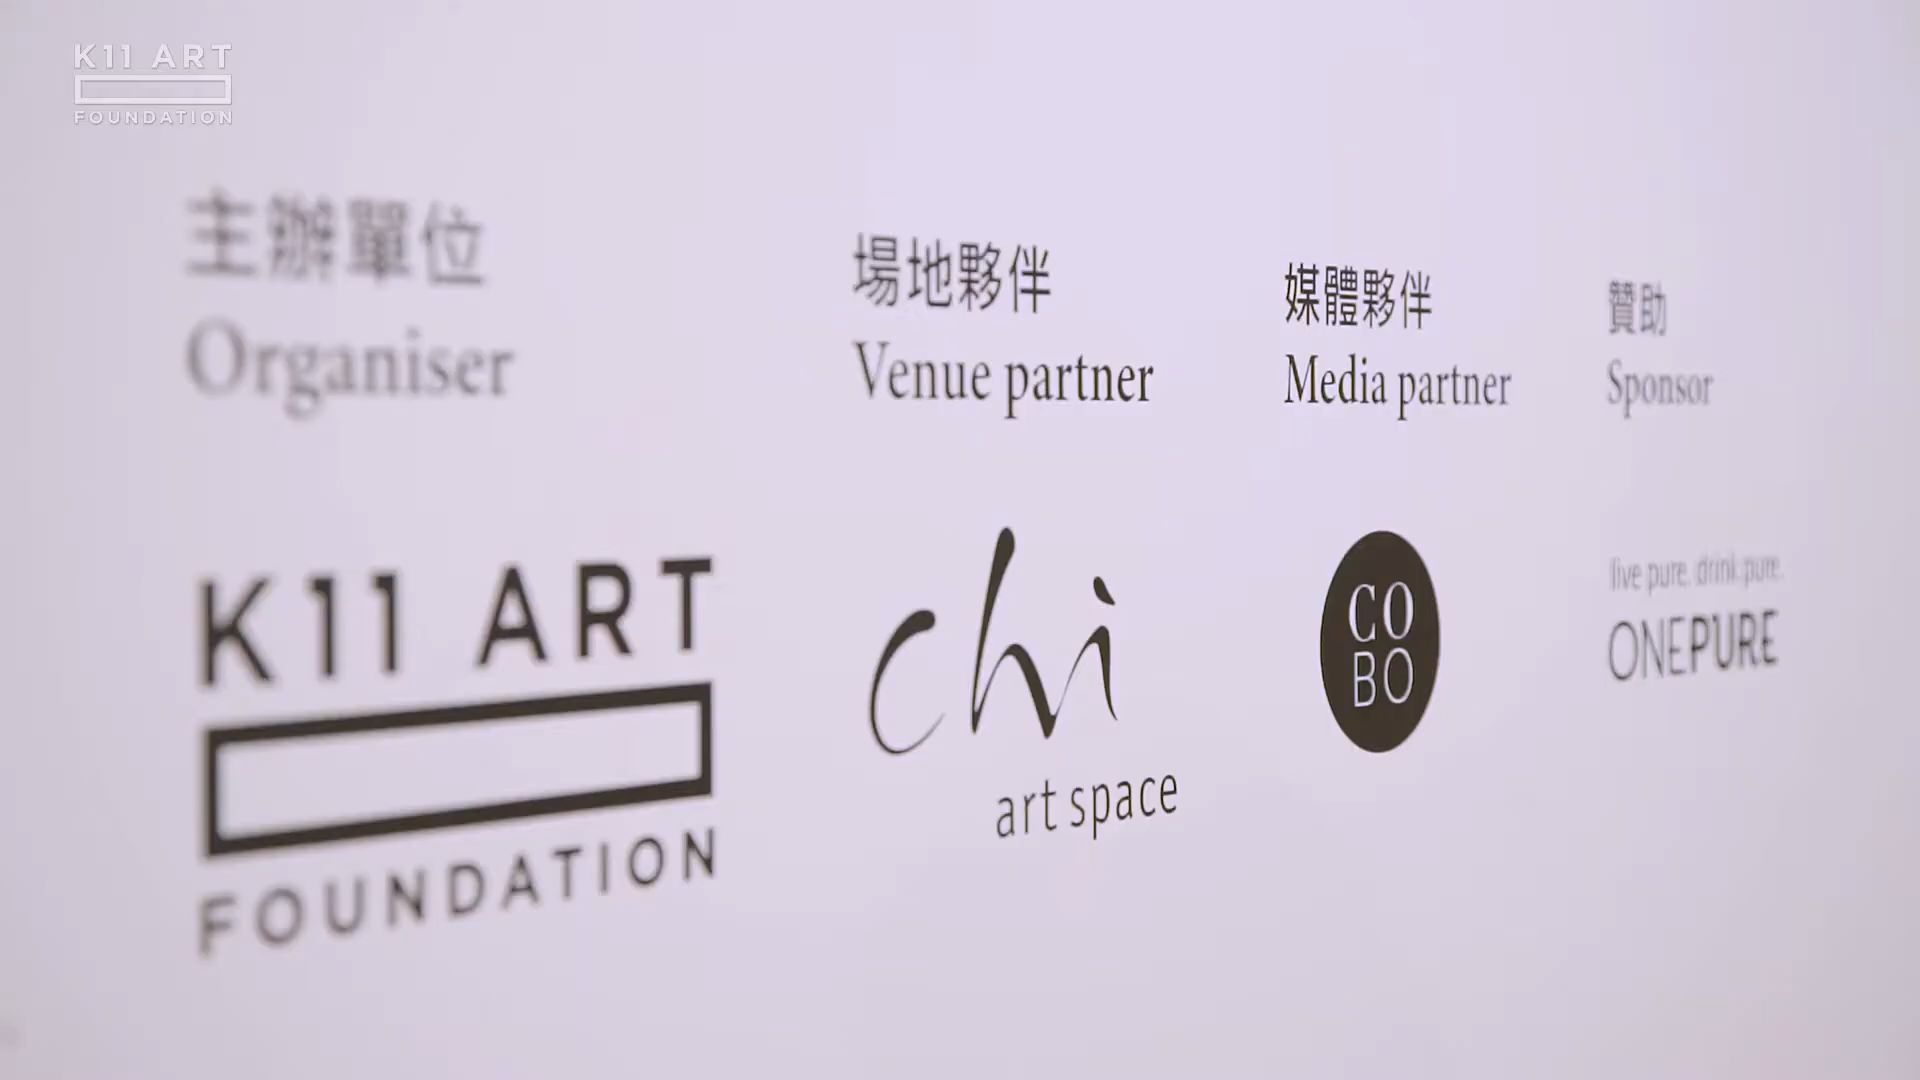 K11 ART
FOUNDATION
主辦單位
Organiser
場地夥伴
Venue partner
媒體夥伴
Media partner
贊助
Sponsor
K11 ART
FOUNDATION
chi
art space
CO
BO
live pure. drink pure.
ONEPURE